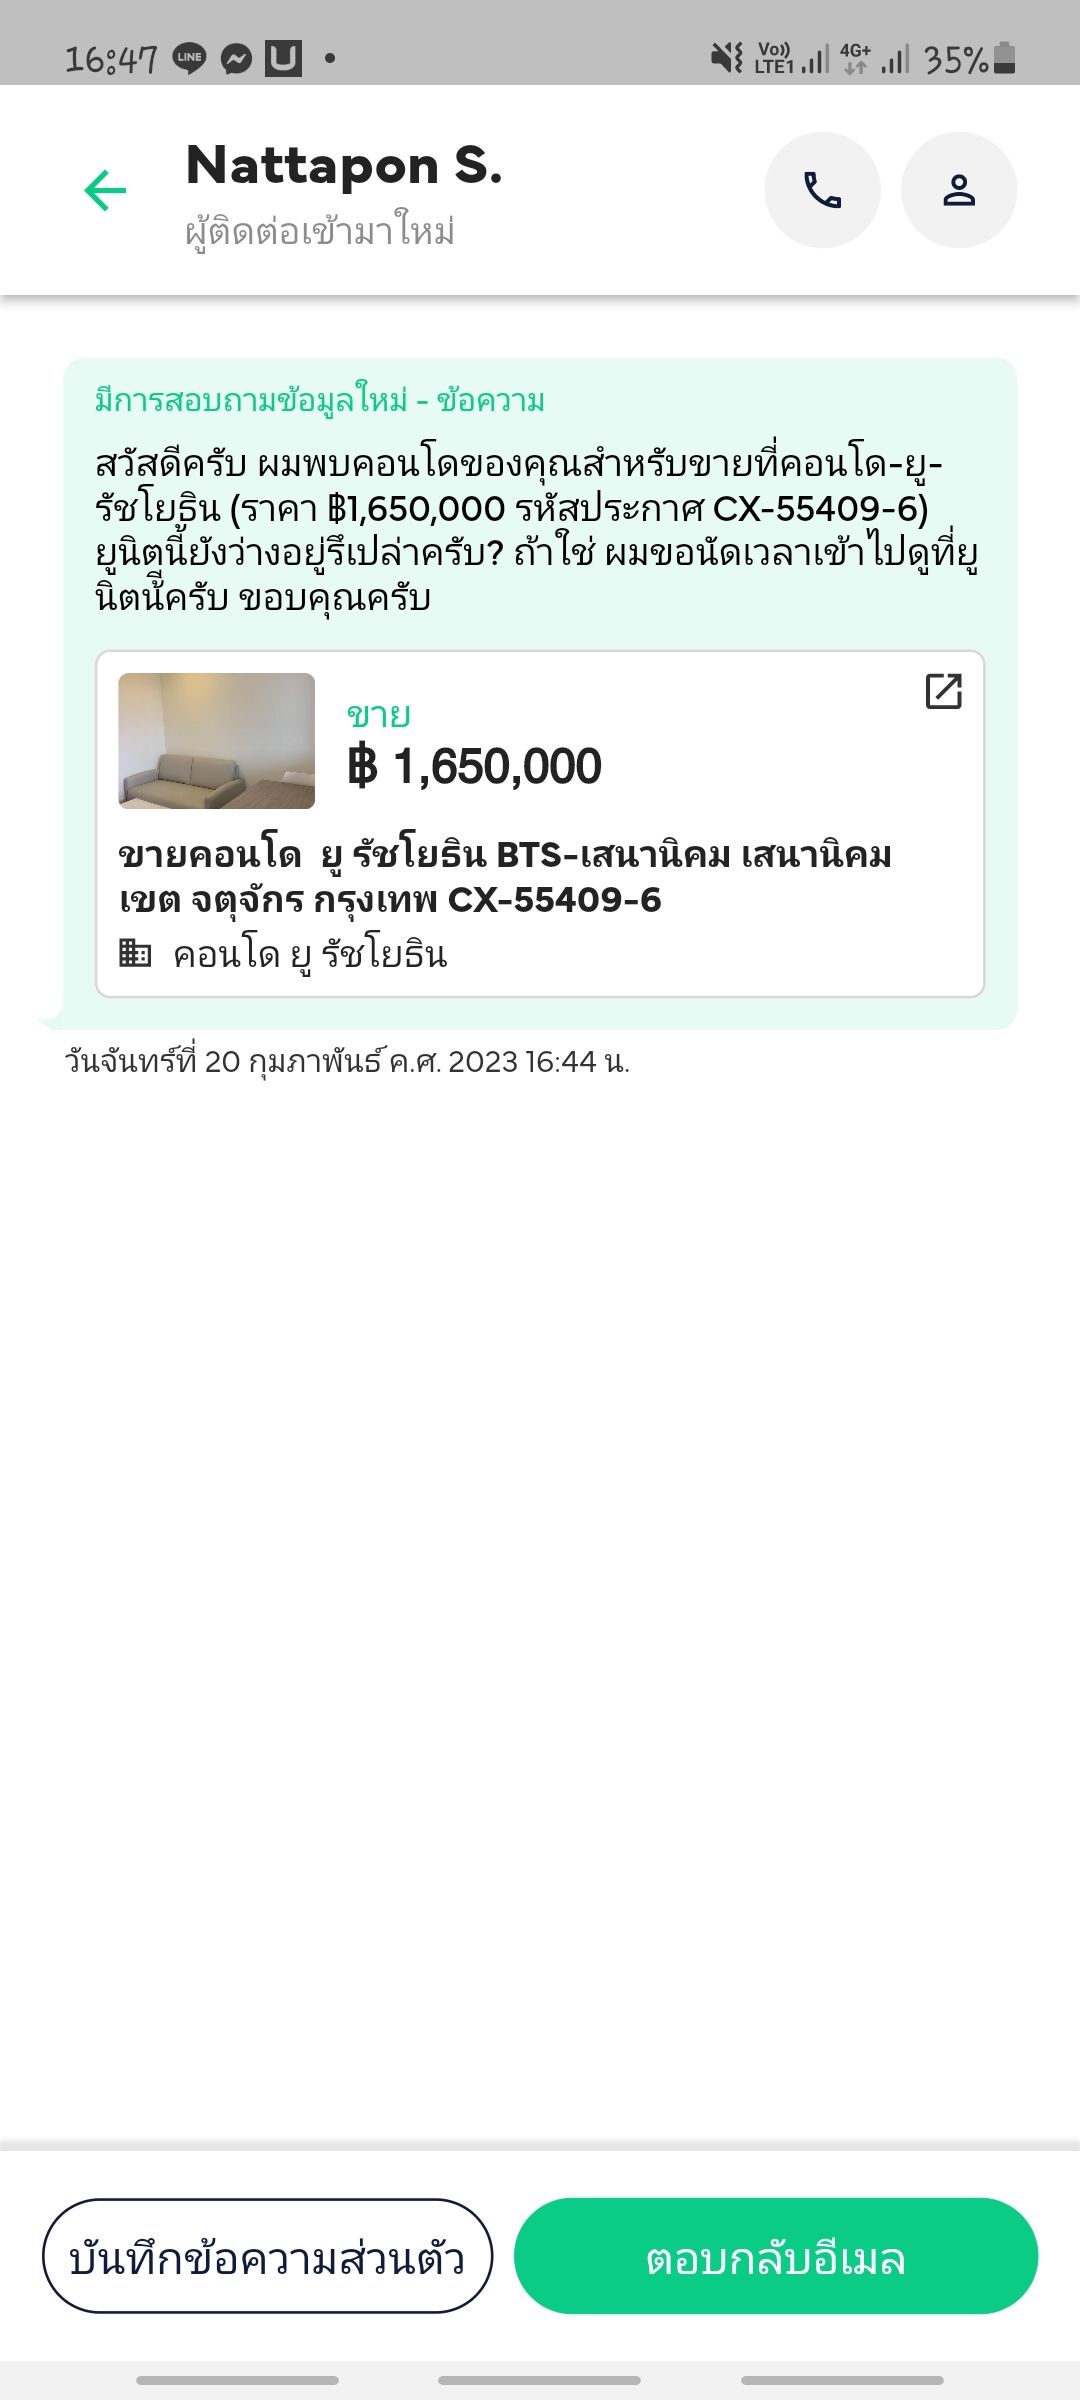 16:47 LINE U VoLTE1 4G+ 35%
Nattapon S.
ผู้ติดต่อเข้ามาใหม่
มีการสอบถามข้อมูลใหม่ - ข้อความ
สวัสดีครับ ผมพบคอนโดของคุณสำหรับขายที่คอนโด-ยู-
รัชโยธิน (ราคา ฿1,650,000 รหัสประกาศ CX-55409-6)
ยูนิตนี้ยังว่างอยู่รึเปล่าครับ? ถ้าใช่ ผมขอนัดเวลาเข้าไปดูที่ยู
นิตนี้ครับ ขอบคุณครับ
ขาย
฿ 1,650,000
ขายคอนโด ยู รัชโยธิน BTS-เสนานิคม เสนานิคม
เขต จตุจักร กรุงเทพ CX-55409-6
คอนโด ยู รัชโยธิน
วันจันทร์ที่ 20 กุมภาพันธ์ ค.ศ. 2023 16:44 น.
บันทึกข้อความส่วนตัว
ตอบกลับอีเมล